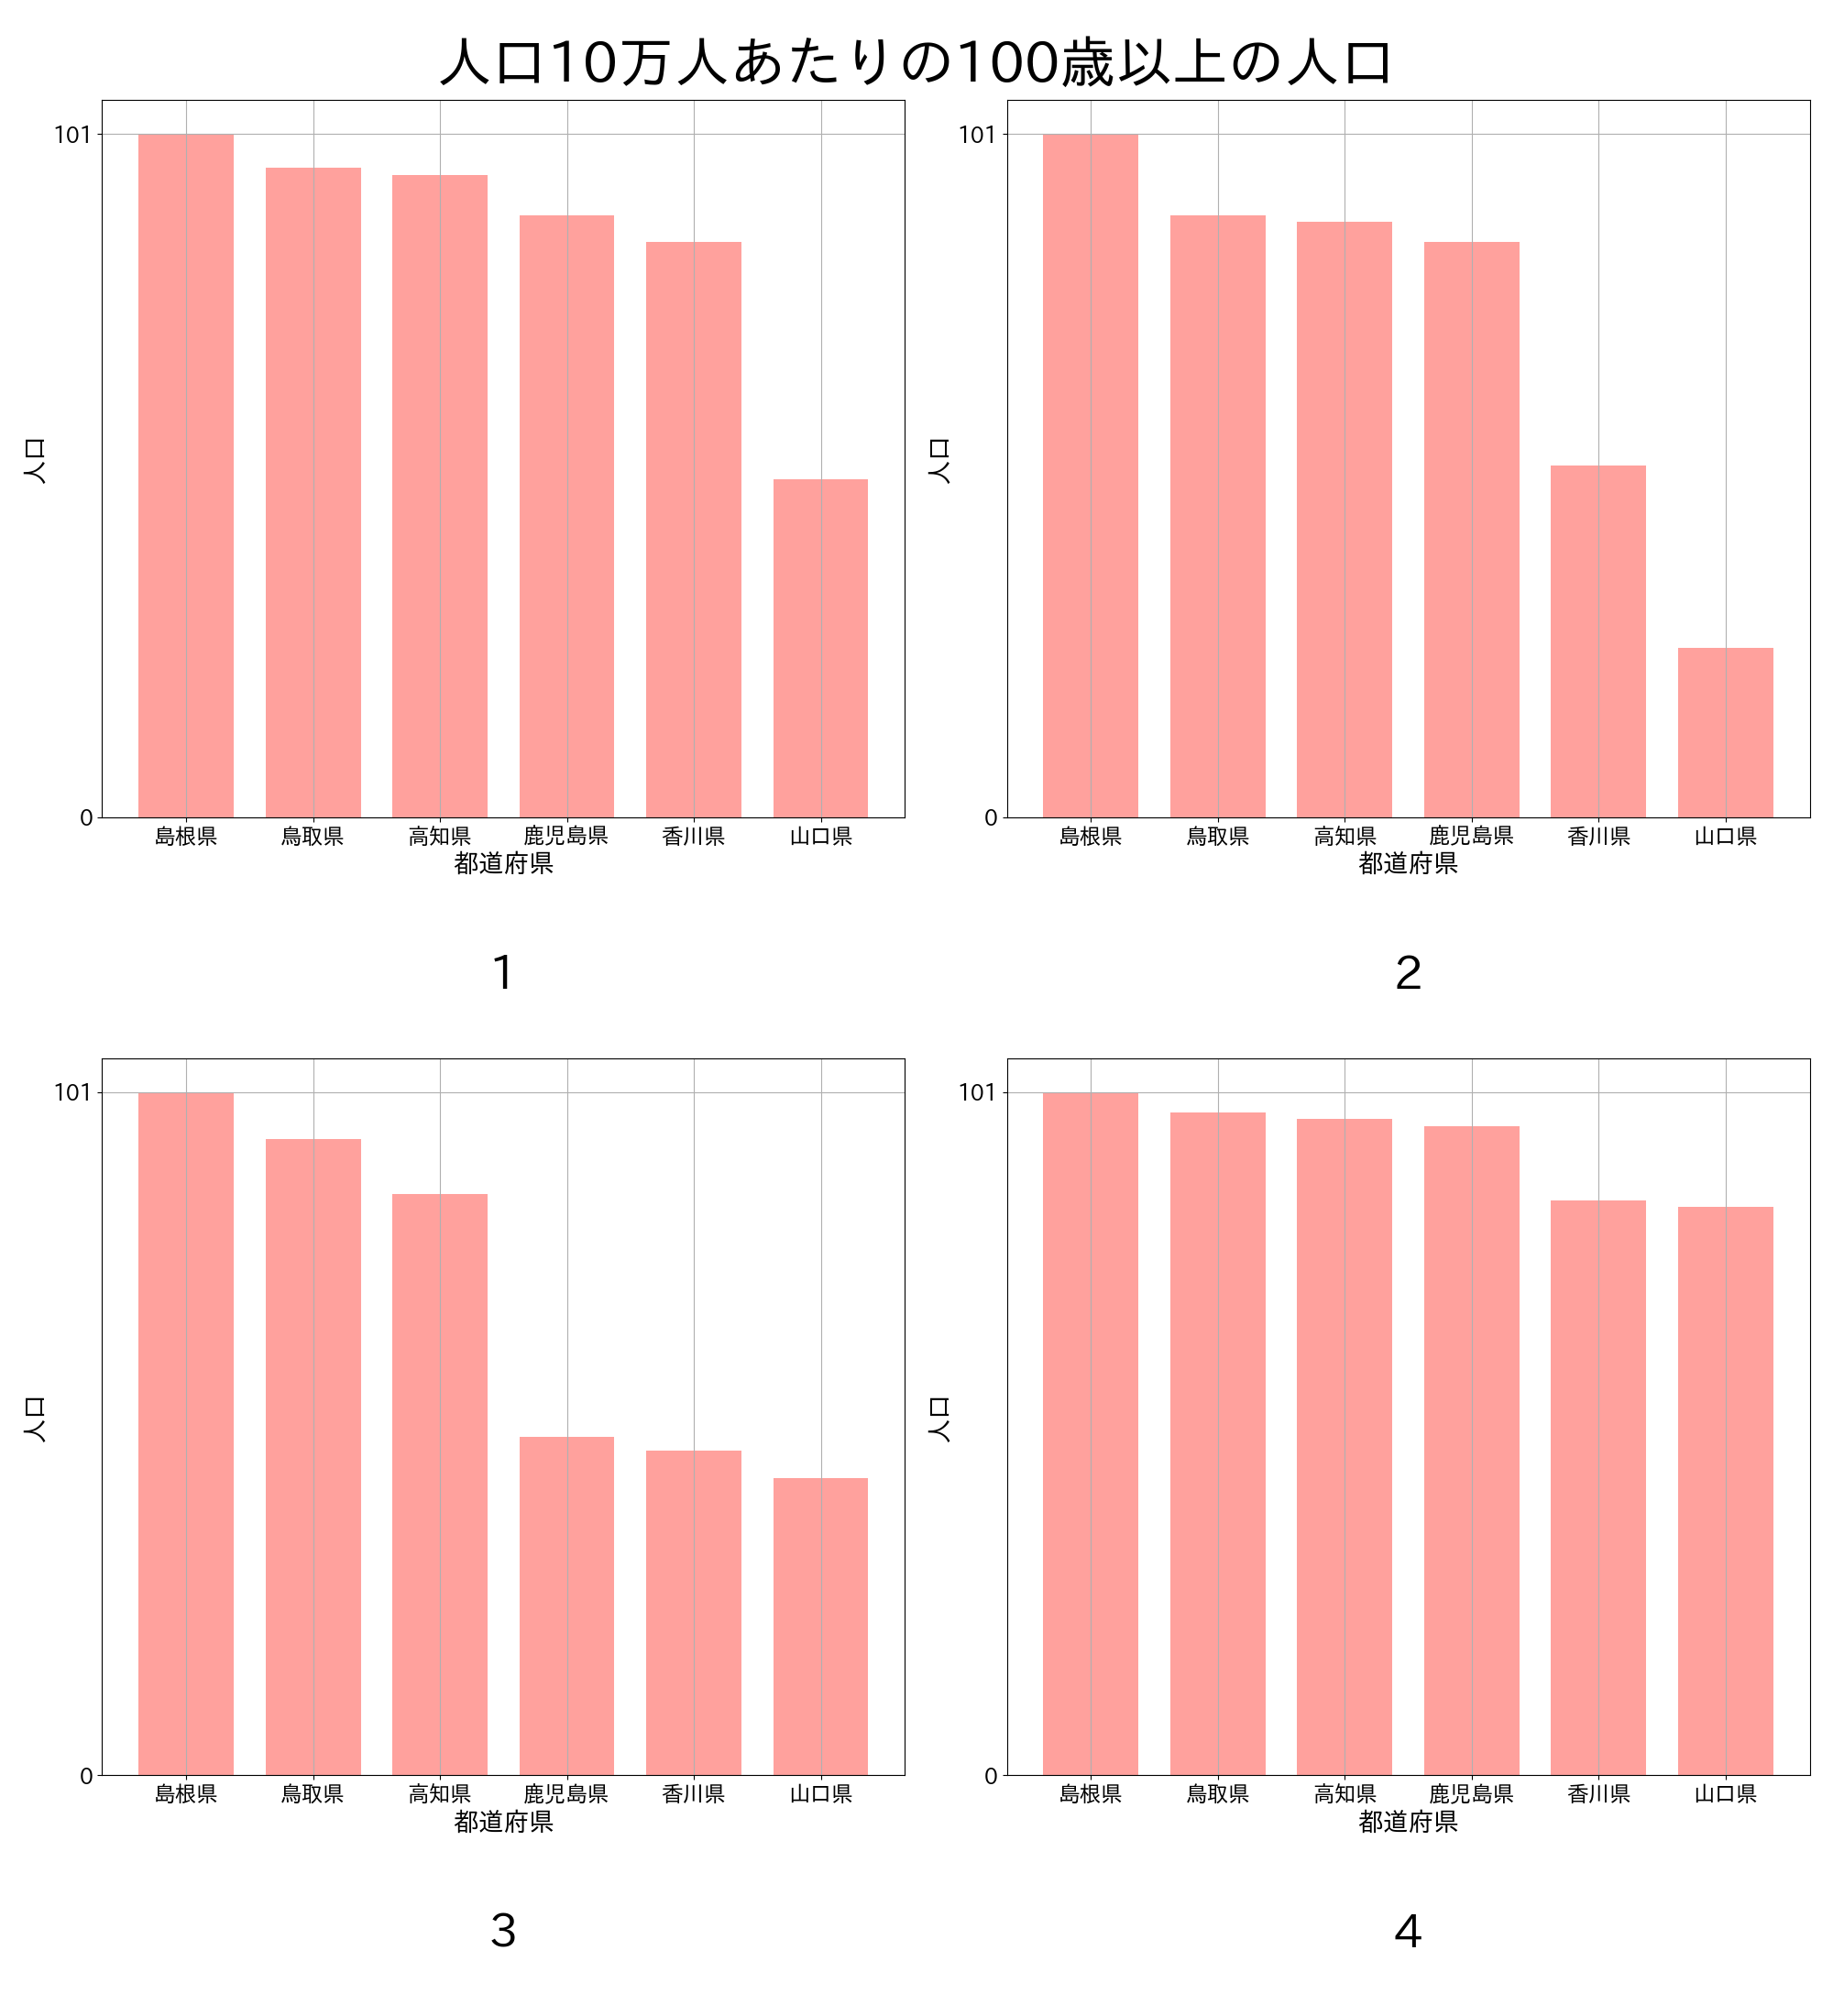 人口10万人あたりの100歳以上の人口
101
人口
0
島根県 鳥取県 高知県 鹿児島県 香川県 山口県
都道府県
1
101
人口
0
島根県 鳥取県 高知県 鹿児島県 香川県 山口県
都道府県
2
101
人口
0
島根県 鳥取県 高知県 鹿児島県 香川県 山口県
都道府県
3
101
人口
0
島根県 鳥取県 高知県 鹿児島県 香川県 山口県
都道府県
4